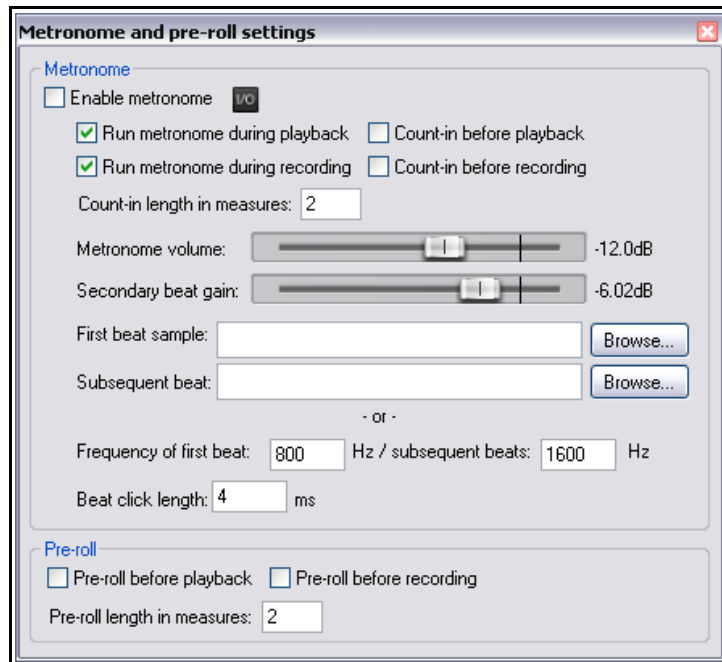 Metronome and pre-roll settings
Metronome
Enable metronome I/O
Run metronome during playback Count-in before playback
Run metronome during recording Count-in before recording
Count-in length in measures: 2
Metronome volume: -12.0dB
Secondary beat gain: -6.02dB
First beat sample: Browse...
Subsequent beat: Browse...
- or -
Frequency of first beat: 800 Hz / subsequent beats: 1600 Hz
Beat click length: 4 ms
Pre-roll
Pre-roll before playback Pre-roll before recording
Pre-roll length in measures: 2